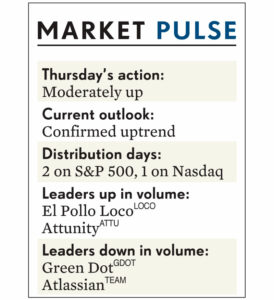 MARKET PULSE
Thursday's action:
Moderately up
Current outlook:
Confirmed uptrend
Distribution days:
2 on S&P 500, 1 on Nasdaq
Leaders up in volume:
El Pollo Loco LOCO
Attunity ATTU
Leaders down in volume:
Green Dot GDOT
Atlassian TEAM